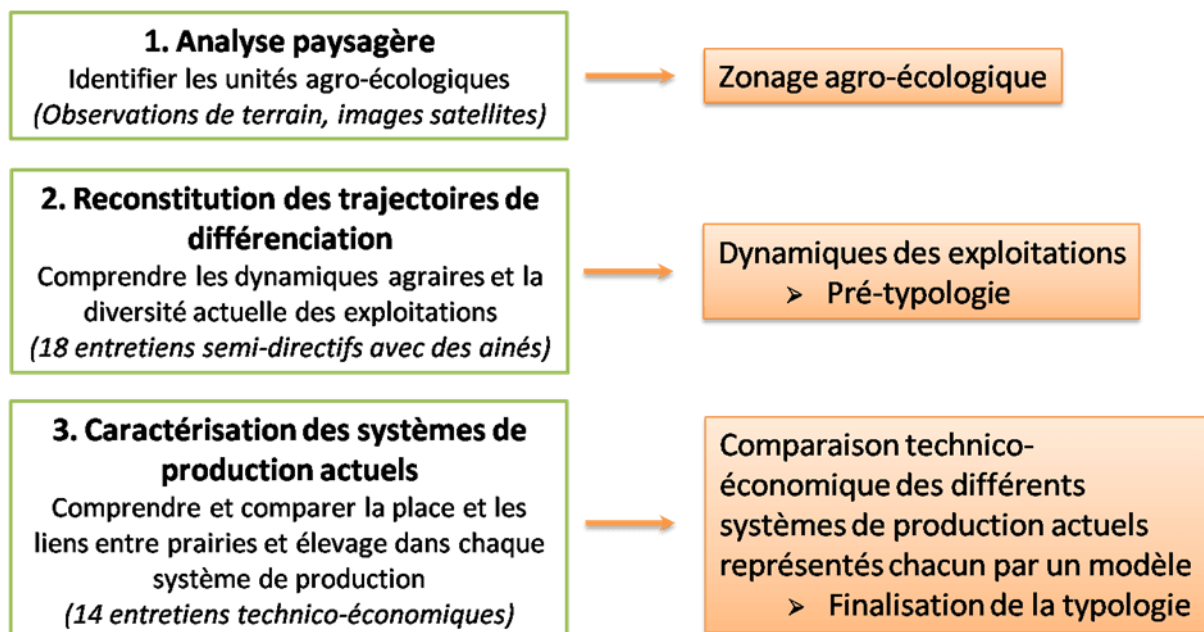 1. Analyse paysagère
Identifier les unités agro-écologiques
(Observations de terrain, images satellites)
Zonage agro-écologique
2. Reconstitution des trajectoires de
différenciation
Comprendre les dynamiques agraires et la
diversité actuelle des exploitations
(18 entretiens semi-directifs avec des ainés)
Dynamiques des exploitations
➢ Pré-typologie
3. Caractérisation des systèmes de
production actuels
Comprendre et comparer la place et les
liens entre prairies et élevage dans chaque
système de production
(14 entretiens technico-économiques)
Comparaison technico-
économique des différents
systèmes de production actuels
représentés chacun par un modèle
➢ Finalisation de la typologie